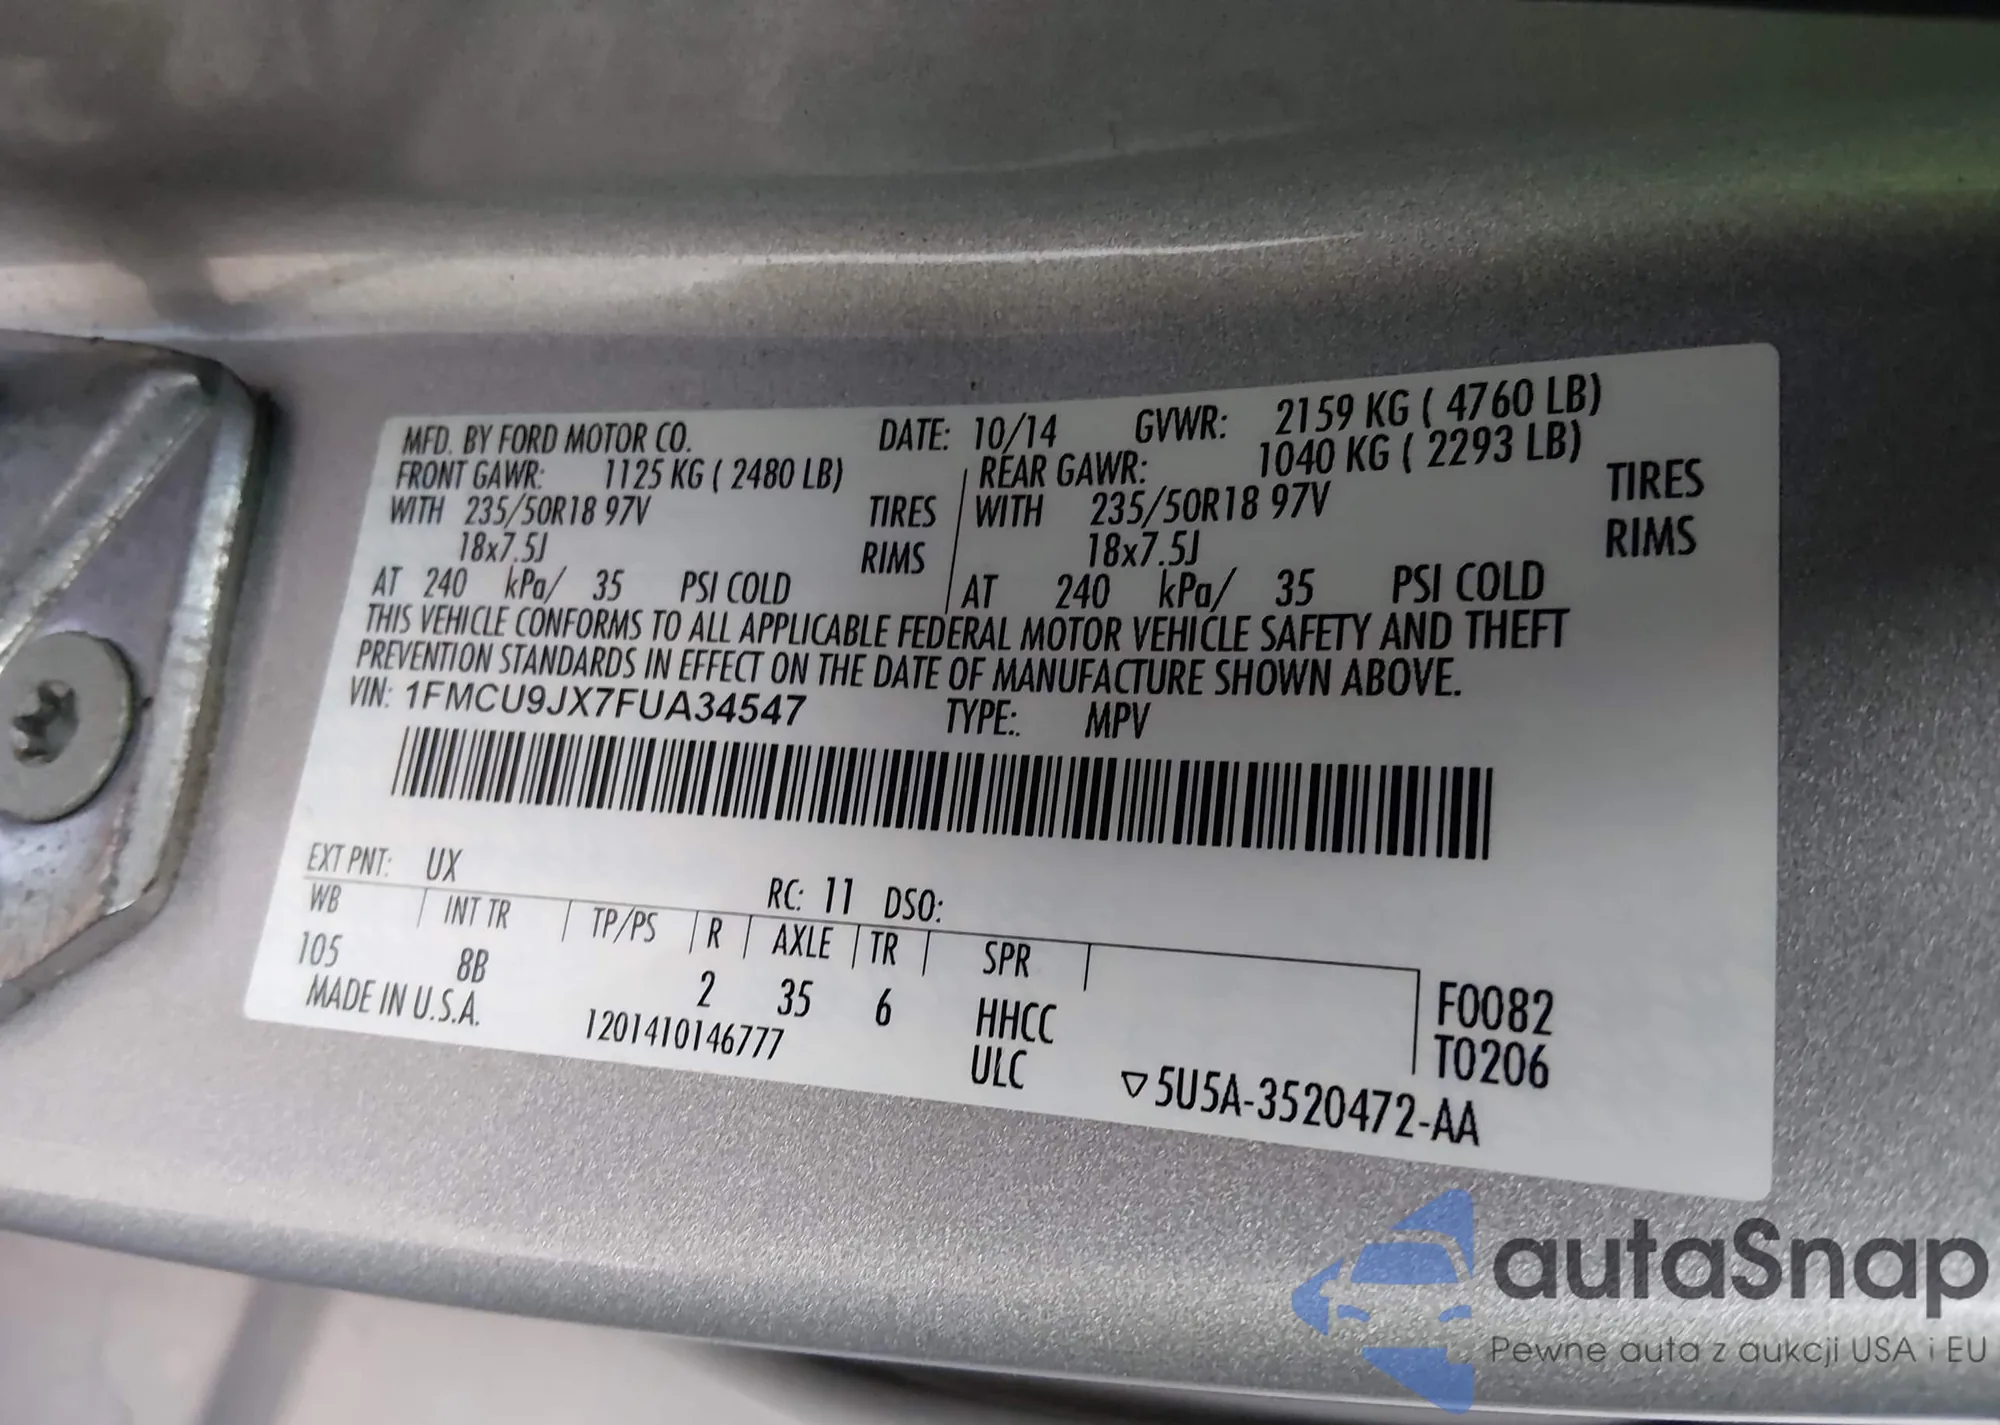 MFD. BY FORD MOTOR CO. DATE: 10/14 GVWR: 2159 KG ( 4760 LB)
FRONT GAWR: 1125 KG ( 2480 LB) REAR GAWR: 1040 KG ( 2293 LB)
WITH 235/50R18 97V TIRES WITH 235/50R18 97V TIRES
18x7.5J RIMS 18x7.5J RIMS
AT 240 kPa/ 35 PSI COLD AT 240 kPa/ 35 PSI COLD
THIS VEHICLE CONFORMS TO ALL APPLICABLE FEDERAL MOTOR VEHICLE SAFETY AND THEFT
PREVENTION STANDARDS IN EFFECT ON THE DATE OF MANUFACTURE SHOWN ABOVE.
VIN: 1FMCU9JX7FUA34547 TYPE:. MPV
EXT PNT: UX RC: 11 DSO:
WB INT TR TP/PS R AXLE TR SPR
105 8B 2 35 6 HHCC F0082
MADE IN U.S.A. 1201410146777 ULC T0206
▽5U5A-3520472-AA
autaSnap
Pewne auta z aukcji USA i EU